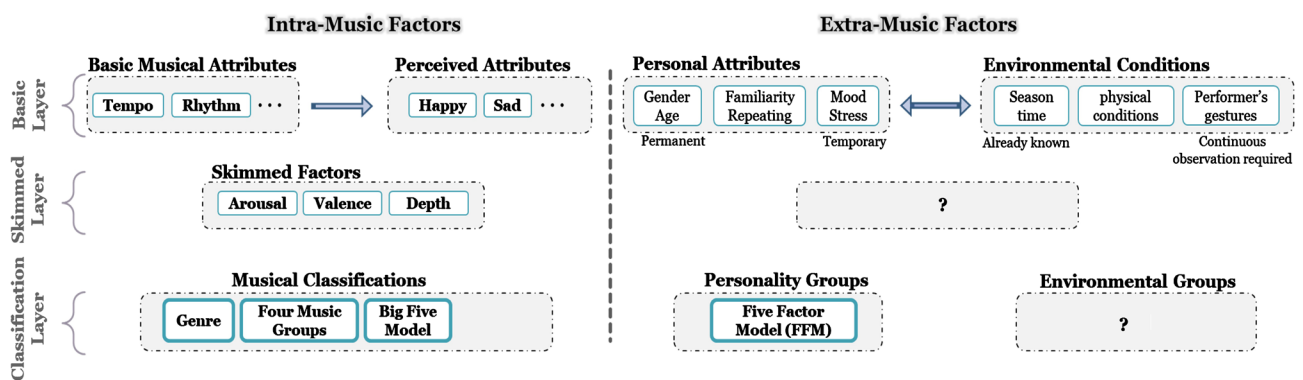 Intra-Music Factors
Extra-Music Factors
Basic
Layer
Basic Musical Attributes
Tempo
Rhythm
...
Perceived Attributes
Happy
Sad
...
Personal Attributes
Gender
Age
Familiarity
Repeating
Mood
Stress
Permanent
Temporary
Environmental Conditions
Season
time
physical
conditions
Performer's
gestures
Already known
Continuous
observation required
Skimmed
Layer
Skimmed Factors
Arousal
Valence
Depth
?
Classification
Layer
Musical Classifications
Genre
Four Music
Groups
Big Five
Model
Personality Groups
Five Factor
Model (FFM)
Environmental Groups
?